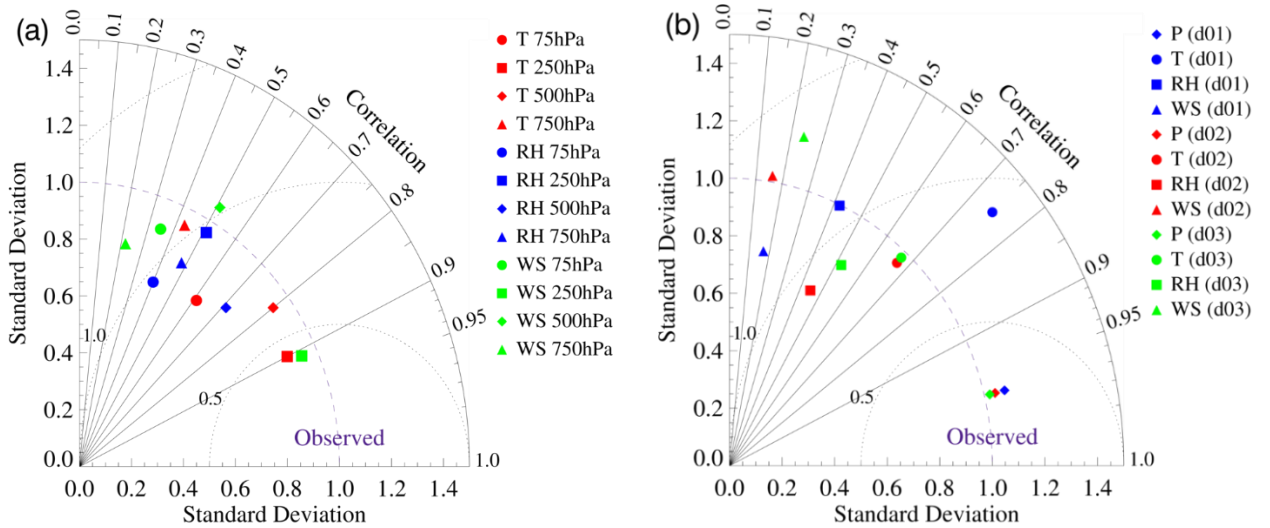 (a)
Standard Deviation
1.4
1.2
1.0
0.8
0.6
0.4
0.2
0.0
0.0 0.2 0.4 0.6 0.8 1.0 1.2 1.4
Standard Deviation
0.0
0.1
0.2
0.3
0.4
0.5
0.6
0.7
0.8
0.9
0.95
1.0
Correlation
1.0
0.5
Observed
T 75hPa
T 250hPa
T 500hPa
T 750hPa
RH 75hPa
RH 250hPa
RH 500hPa
RH 750hPa
WS 75hPa
WS 250hPa
WS 500hPa
WS 750hPa
(b)
Standard Deviation
1.4
1.2
1.0
0.8
0.6
0.4
0.2
0.0
0.0 0.2 0.4 0.6 0.8 1.0 1.2 1.4
Standard Deviation
0.0
0.1
0.2
0.3
0.4
0.5
0.6
0.7
0.8
0.9
0.95
1.0
Correlation
1.0
0.5
Observed
P (d01)
T (d01)
RH (d01)
WS (d01)
P (d02)
T (d02)
RH (d02)
WS (d02)
P (d03)
T (d03)
RH (d03)
WS (d03)